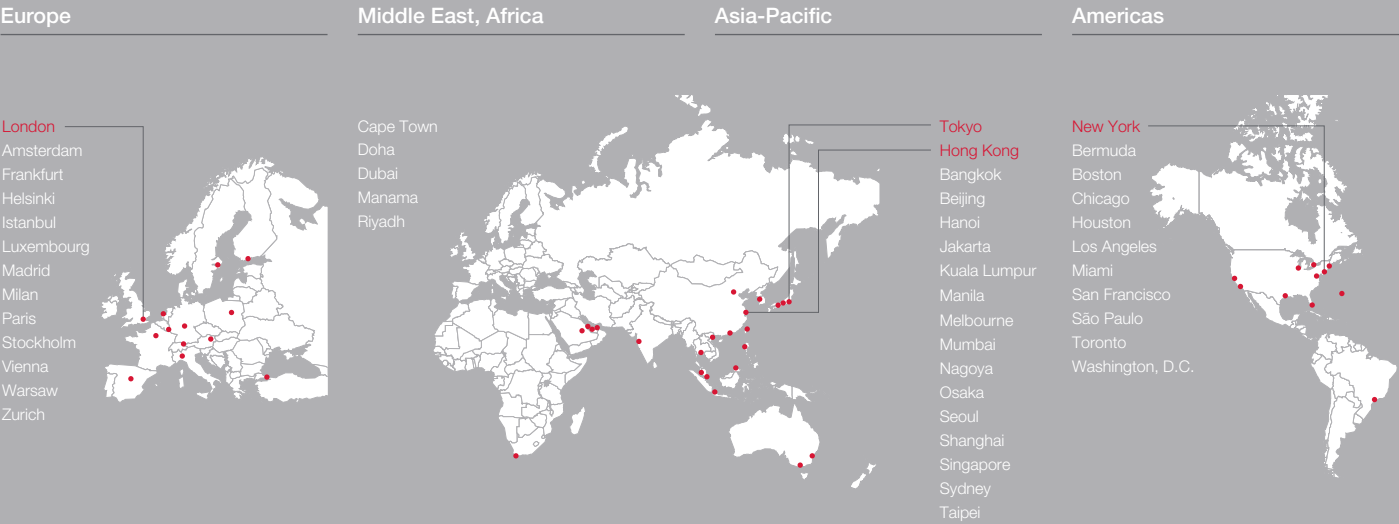 Europe
London
Amsterdam
Frankfurt
Helsinki
Istanbul
Luxembourg
Madrid
Milan
Paris
Stockholm
Vienna
Warsaw
Zurich
Middle East, Africa
Cape Town
Doha
Dubai
Manama
Riyadh
Asia-Pacific
Tokyo
Hong Kong
Bangkok
Beijing
Hanoi
Jakarta
Kuala Lumpur
Manila
Melbourne
Mumbai
Nagoya
Osaka
Seoul
Shanghai
Singapore
Sydney
Taipei
Americas
New York
Bermuda
Boston
Chicago
Houston
Los Angeles
Miami
San Francisco
São Paulo
Toronto
Washington, D.C.